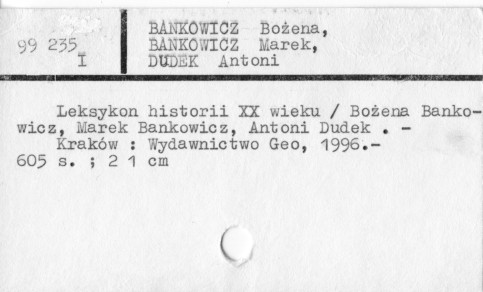 BANKOWICZ Bożena,
99 235 BANKOWICZ Marek,
I DUDEK Antoni
Leksykon historii XX wieku / Bożena Banko-
wicz, Marek Bankowicz, Antoni Dudek . -
Kraków : Wydawnictwo Geo, 1996.-
605 s. ; 2 1 cm